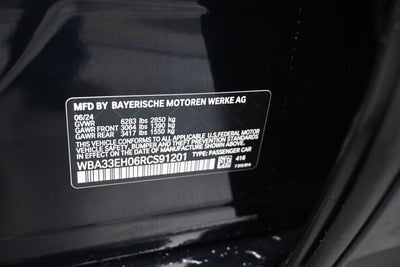 MFD BY BAYERISCHE MOTOREN WERKE AG
06/24
GVWR 6283 lbs 2850 kg
GAWR FRONT 3064 lbs 1390 kg
GAWR REAR 3417 lbs 1550 kg
THIS VEHICLE CONFORMS TO ALL APPLICABLE U.S.FEDERAL MOTOR
VEHICLE SAFETY, BUMPER AND THEFT PREVENTION STANDARDS
IN EFFECT ON THE DATE OF MANUFACTURE SHOWN ABOVE.
WBA33EH06RCS91201 TYPE: PASSENGER CAR
416